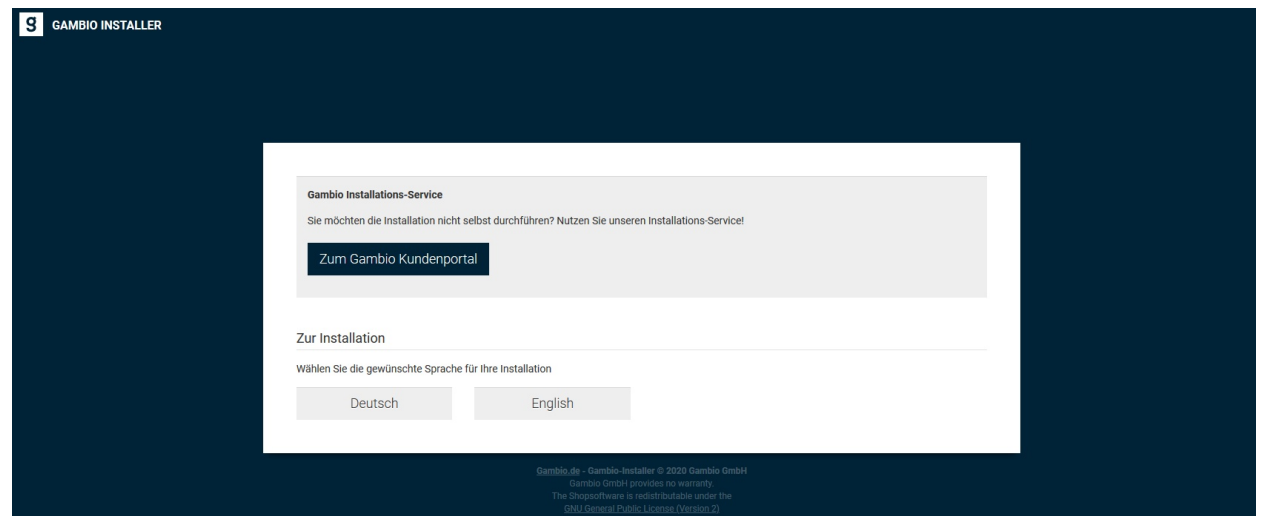 g GAMBIO INSTALLER
Gambio Installations-Service
Sie möchten die Installation nicht selbst durchführen? Nutzen Sie unseren Installations-Service!
Zum Gambio Kundenportal
Zur Installation
Wählen Sie die gewünschte Sprache für Ihre Installation
Deutsch English
Gambio.de - Gambio-Installer © 2020 Gambio GmbH
Gambio GmbH provides no warranty.
The Shopsoftware is redistributable under the
GNU General Public License (Version 2)